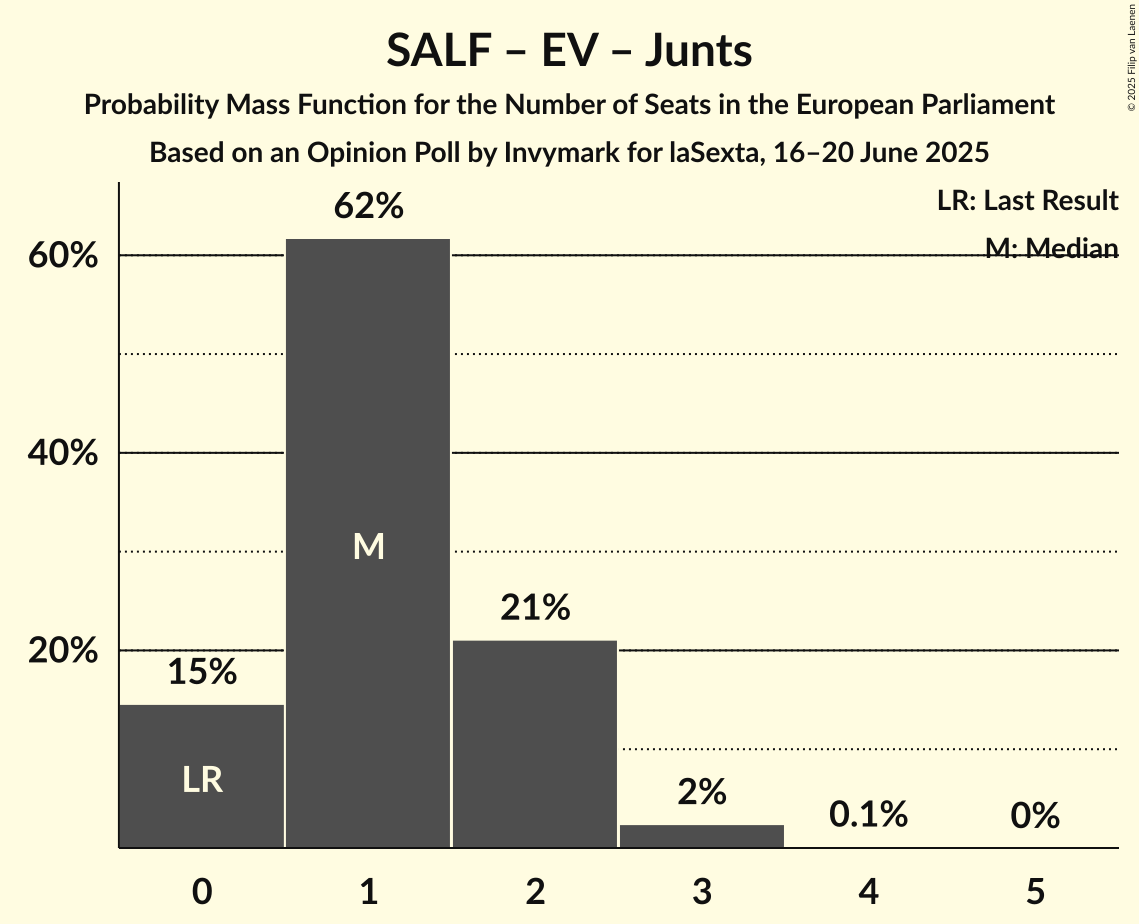 SALF – EV – Junts
Probability Mass Function for the Number of Seats in the European Parliament
Based on an Opinion Poll by Invymark for laSexta, 16–20 June 2025
© 2025 Filip van Laenen
LR: Last Result
M: Median
62%
60%
40%
M
21%
20%
15%
LR
2%
0.1%
0%
0 1 2 3 4 5